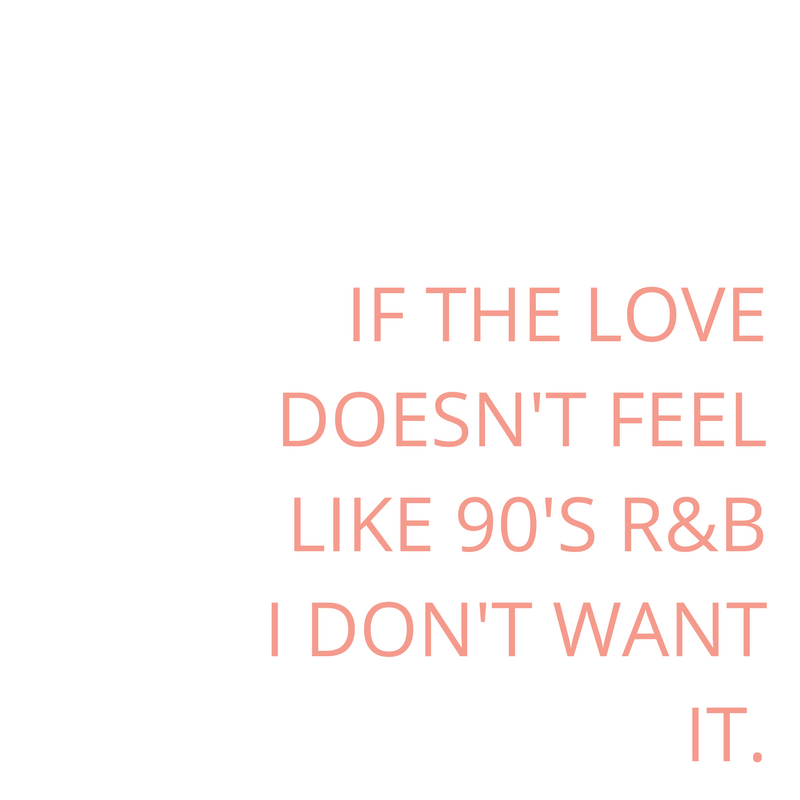 IF THE LOVE
DOESN'T FEEL
LIKE 90'S R&B
I DON'T WANT
IT.